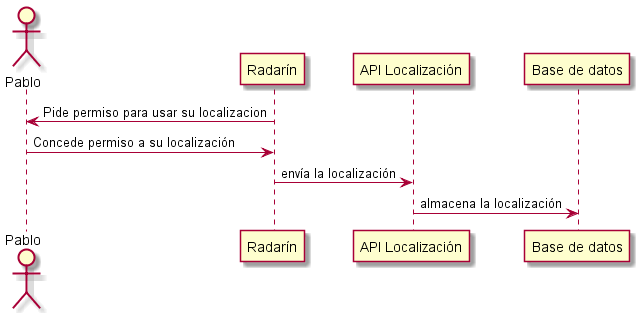 Pablo
Radarín
API Localización
Base de datos
Pide permiso para usar su localizacion
Concede permiso a su localización
envía la localización
almacena la localización
Pablo
Radarín
API Localización
Base de datos